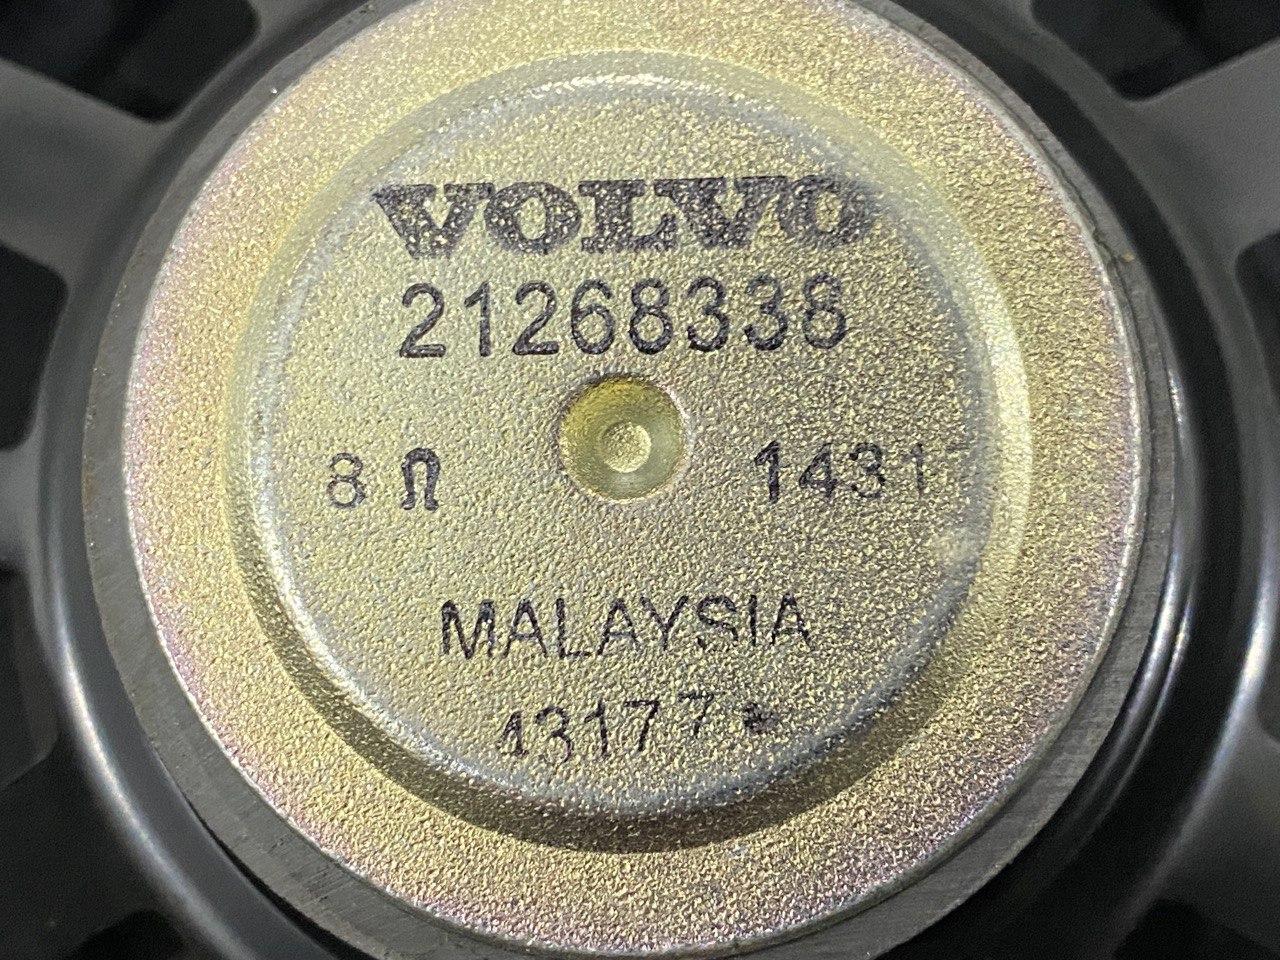 VOLVO
21268338
8 Ω 1431
MALAYSIA
43177